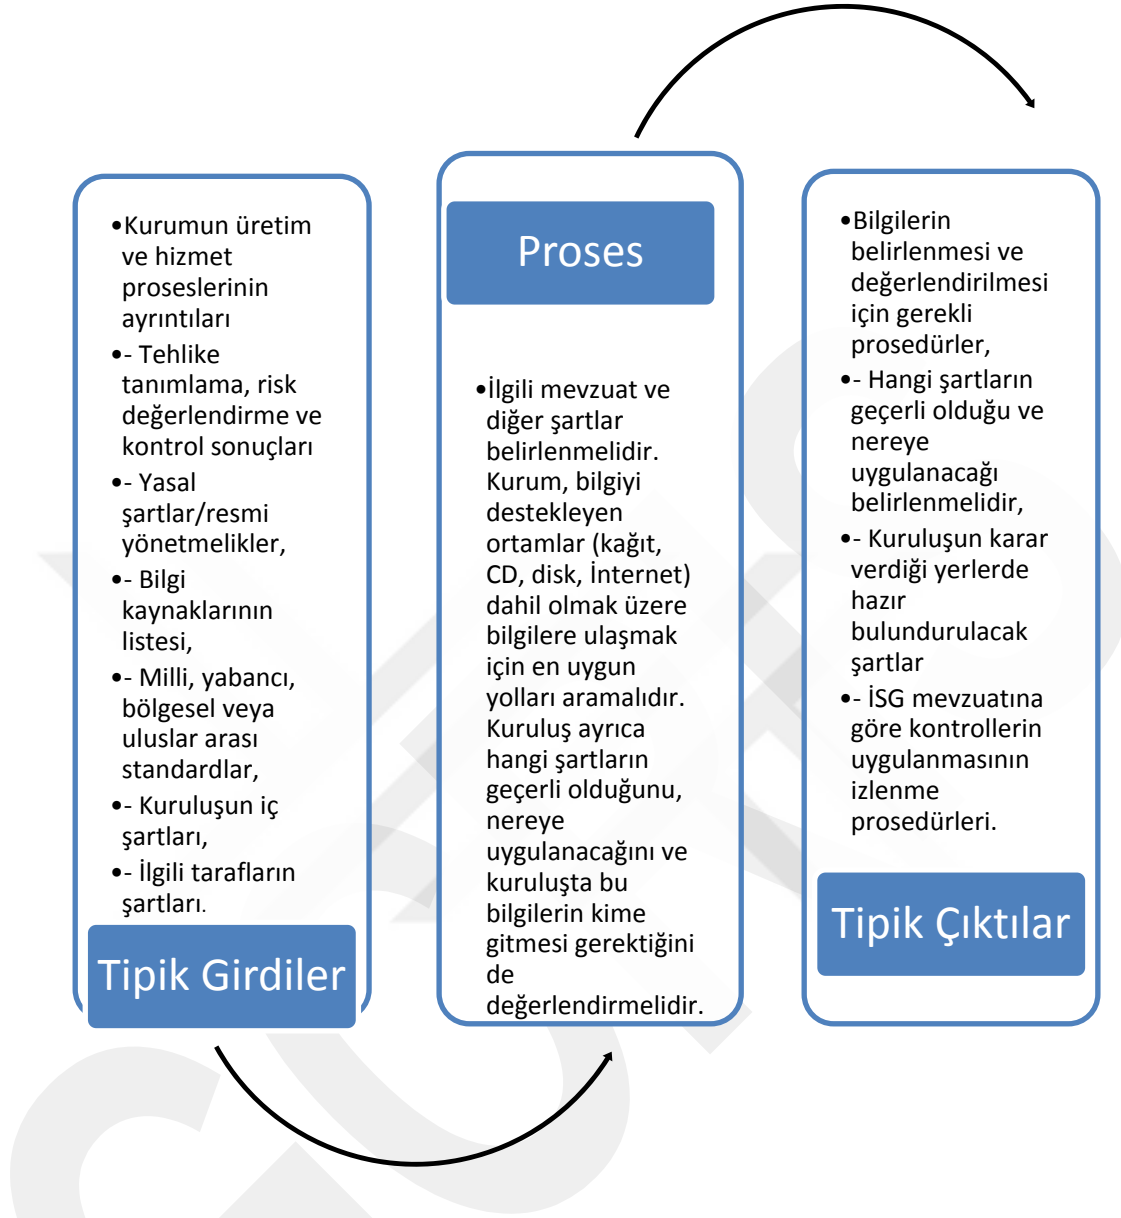 •Kurumun üretim
ve hizmet
proseslerinin
ayrıntıları
•- Tehlike
tanımlama, risk
değerlendirme ve
kontrol sonuçları
•- Yasal
şartlar/resmi
yönetmelikler,
•- Bilgi
kaynaklarının
listesi,
•- Milli, yabancı,
bölgesel veya
uluslar arası
standardlar,
•- Kuruluşun iç
şartları,
•- İlgili tarafların
şartları.
Tipik Girdiler
Proses
•İlgili mevzuat ve
diğer şartlar
belirlenmelidir.
Kurum, bilgiyi
destekleyen
ortamlar (kağıt,
CD, disk, İnternet)
dahil olmak üzere
bilgilere ulaşmak
için en uygun
yolları aramalıdır.
Kuruluş ayrıca
hangi şartların
geçerli olduğunu,
nereye
uygulanacağını ve
kuruluşta bu
bilgilerin kime
gitmesi gerektiğini
de
değerlendirmelidir.
•Bilgilerin
belirlenmesi ve
değerlendirilmesi
için gerekli
prosedürler,
•- Hangi şartların
geçerli olduğu ve
nereye
uygulanacağı
belirlenmelidir,
•- Kuruluşun karar
verdiği yerlerde
hazır
bulundurulacak
şartlar
•- İSG mevzuatına
göre kontrollerin
uygulanmasının
izlenme
prosedürleri.
Tipik Çıktılar